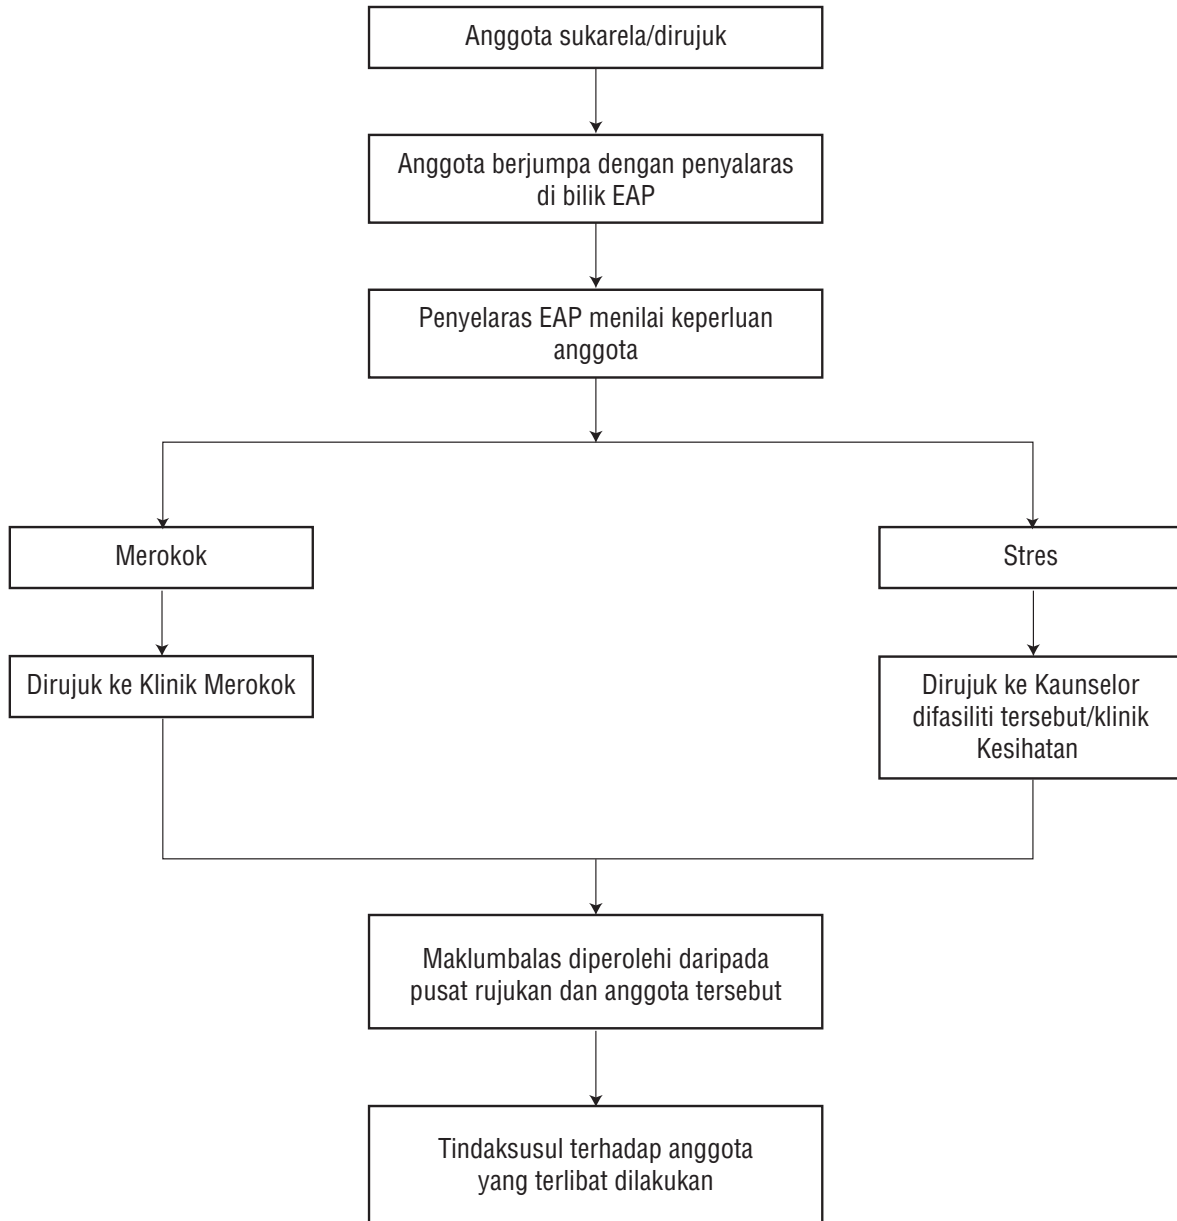 Anggota sukarela/dirujuk
Anggota berjumpa dengan penyalaras
di bilik EAP
Penyelaras EAP menilai keperluan
anggota
Merokok
Stres
Dirujuk ke Klinik Merokok
Dirujuk ke Kaunselor
difasiliti tersebut/klinik
Kesihatan
Maklumbalas diperolehi daripada
pusat rujukan dan anggota tersebut
Tindaksusul terhadap anggota
yang terlibat dilakukan